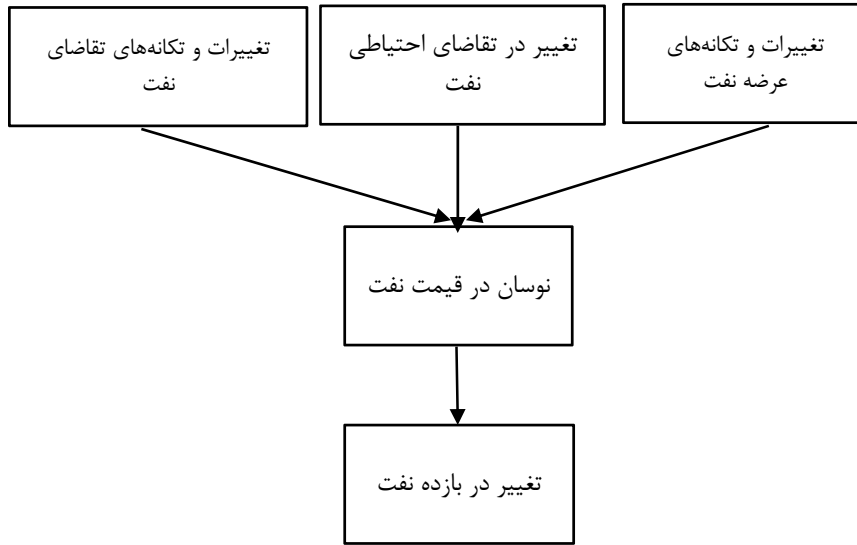 تغییرات و تکانه‌های
عرضه نفت
تغییر در تقاضای احتیاطی
نفت
تغییرات و تکانه‌های تقاضای
نفت
نوسان در قیمت نفت
تغییر در بازده نفت